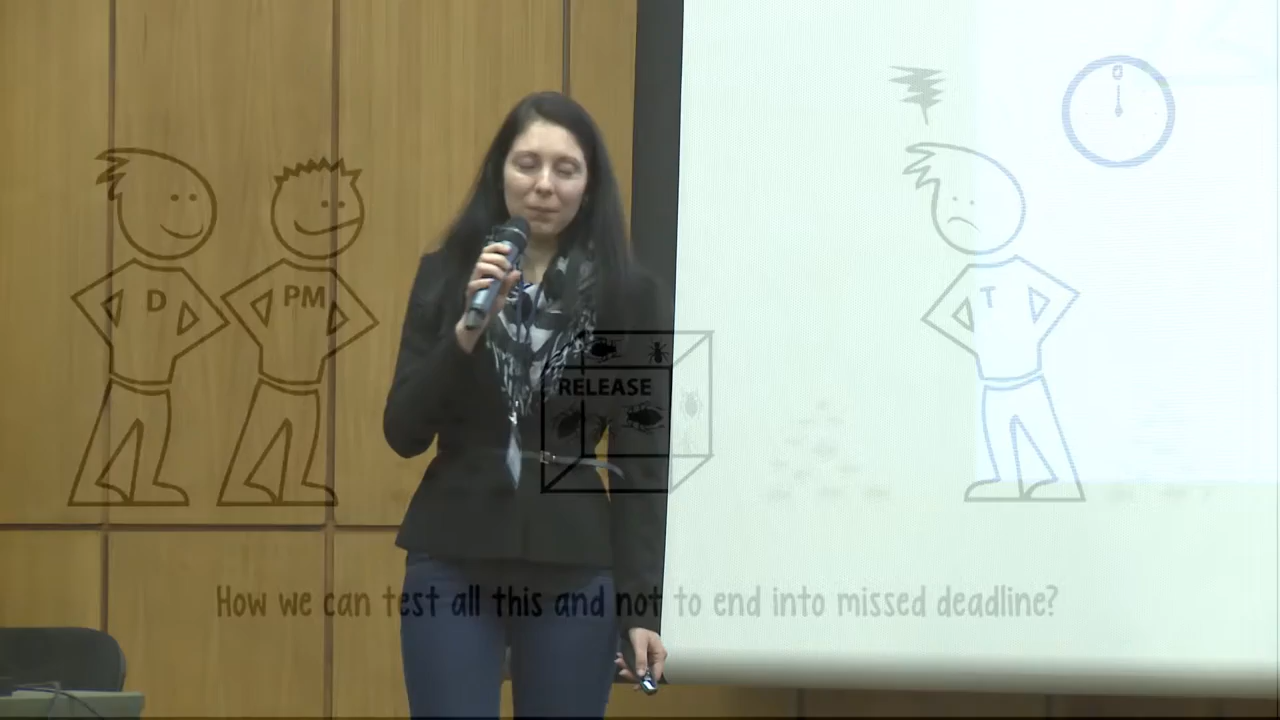 D
PM
T
RELEASE
How we can test all this and not to end into missed deadline?